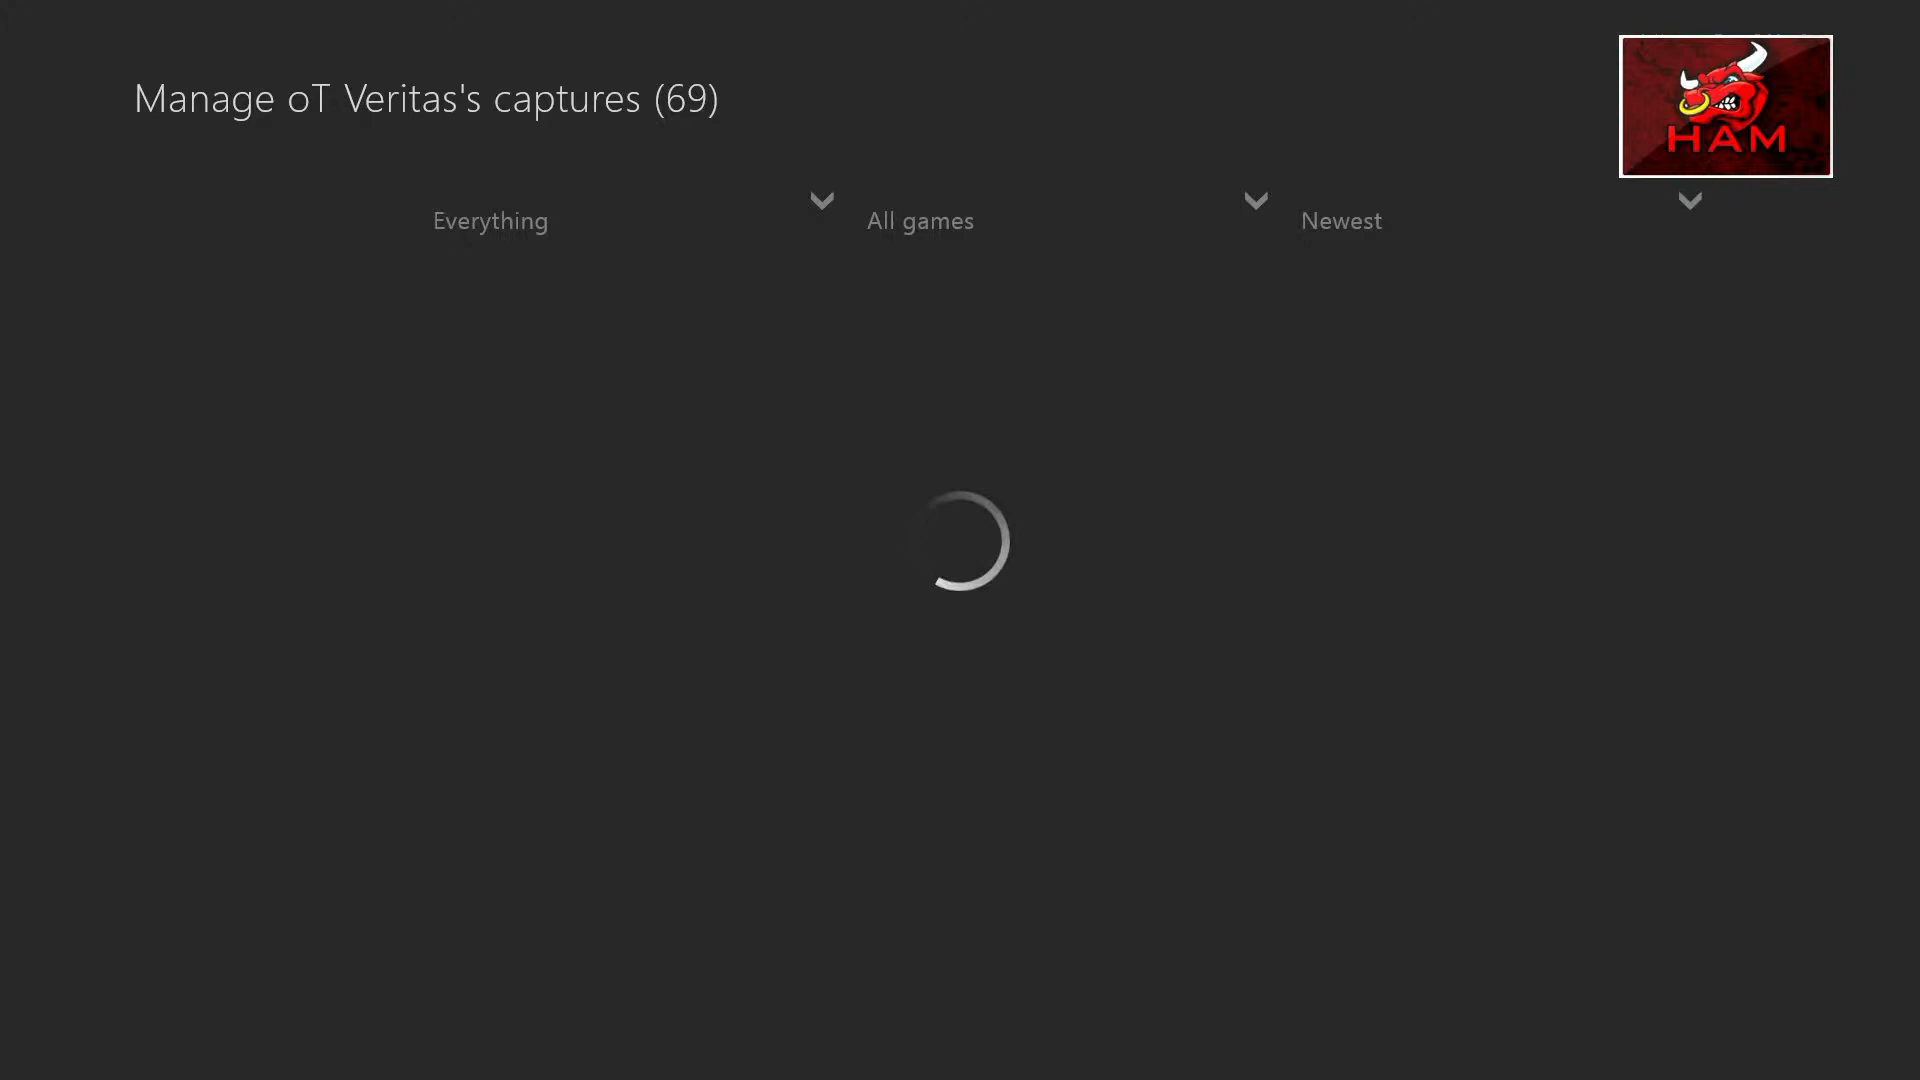 Manage oT Veritas's captures (69)
HAM
Everything
All games
Newest